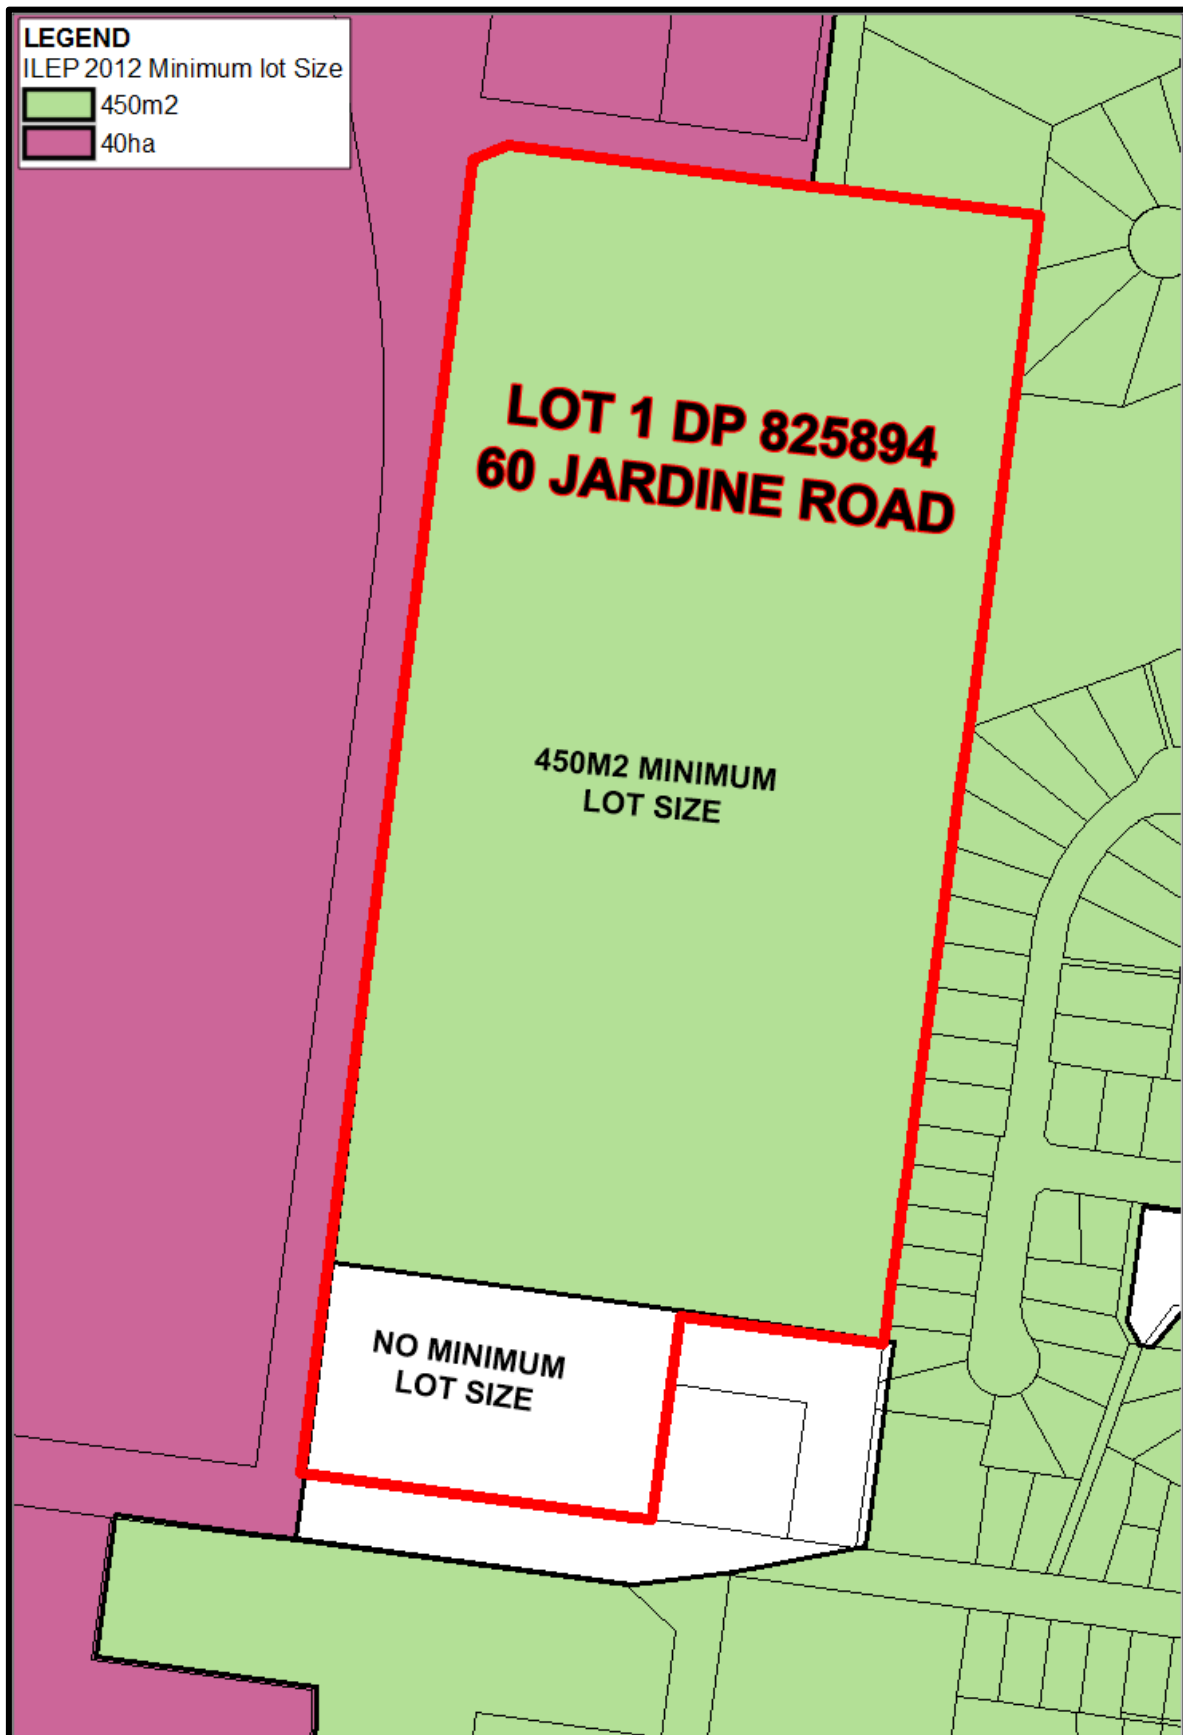 LEGEND
ILEP 2012 Minimum lot Size
450m2
40ha
LOT 1 DP 825894
60 JARDINE ROAD
450M2 MINIMUM
LOT SIZE
NO MINIMUM
LOT SIZE